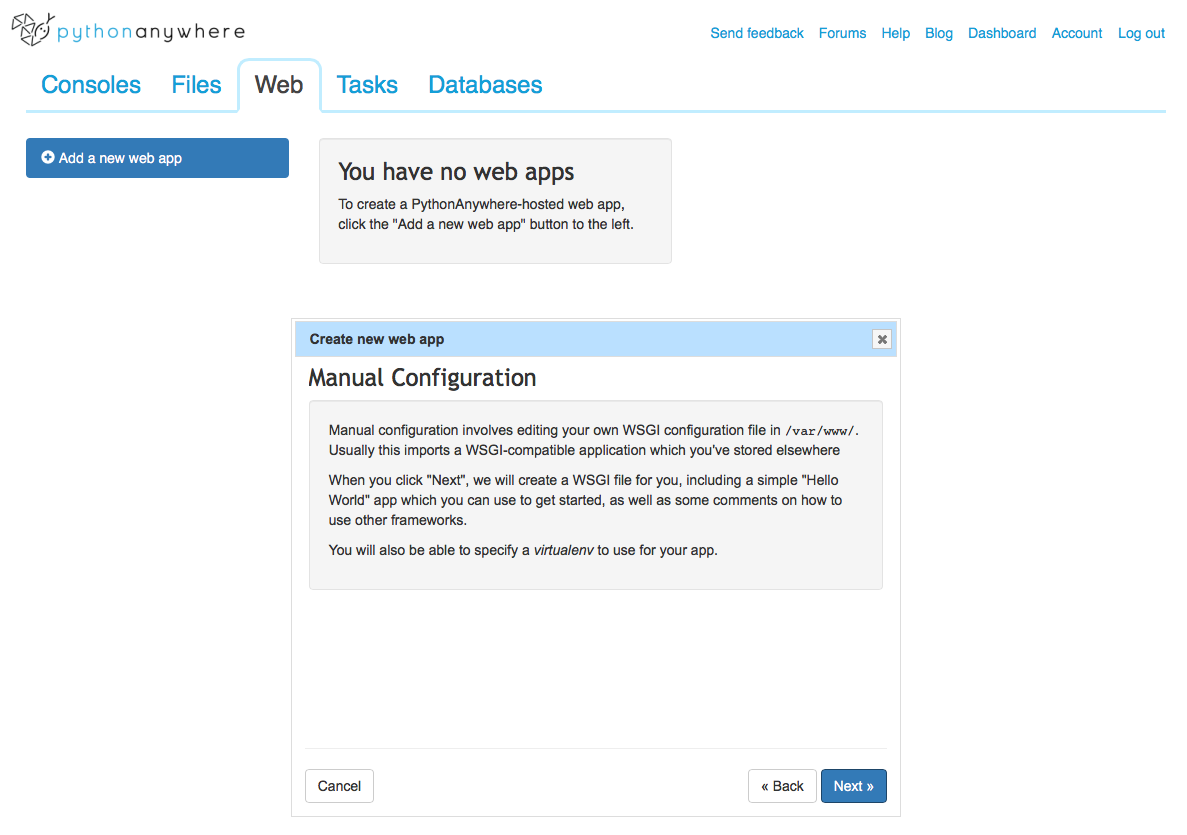 pythonanywhere
Send feedback Forums Help Blog Dashboard Account Log out
Consoles Files Web Tasks Databases
Add a new web app
You have no web apps
To create a PythonAnywhere-hosted web app,
click the "Add a new web app" button to the left.
Create new web app
Manual Configuration
Manual configuration involves editing your own WSGI configuration file in /var/www/.
Usually this imports a WSGI-compatible application which you've stored elsewhere
When you click "Next", we will create a WSGI file for you, including a simple "Hello
World" app which you can use to get started, as well as some comments on how to
use other frameworks.
You will also be able to specify a virtualenv to use for your app.
Cancel « Back Next »